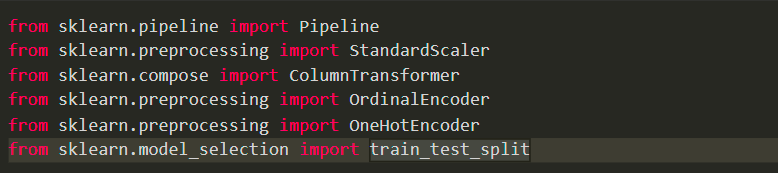 from sklearn.pipeline import Pipeline
from sklearn.preprocessing import StandardScaler
from sklearn.compose import ColumnTransformer
from sklearn.preprocessing import OrdinalEncoder
from sklearn.preprocessing import OneHotEncoder
from sklearn.model_selection import train_test_split